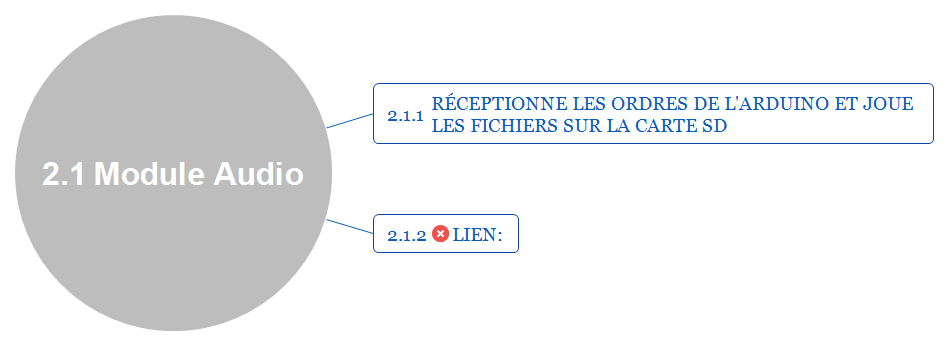 2.1 Module Audio
2.1.1 RÉCEPTIONNE LES ORDRES DE L'ARDUINO ET JOUE
LES FICHIERS SUR LA CARTE SD
2.1.2 LIEN: